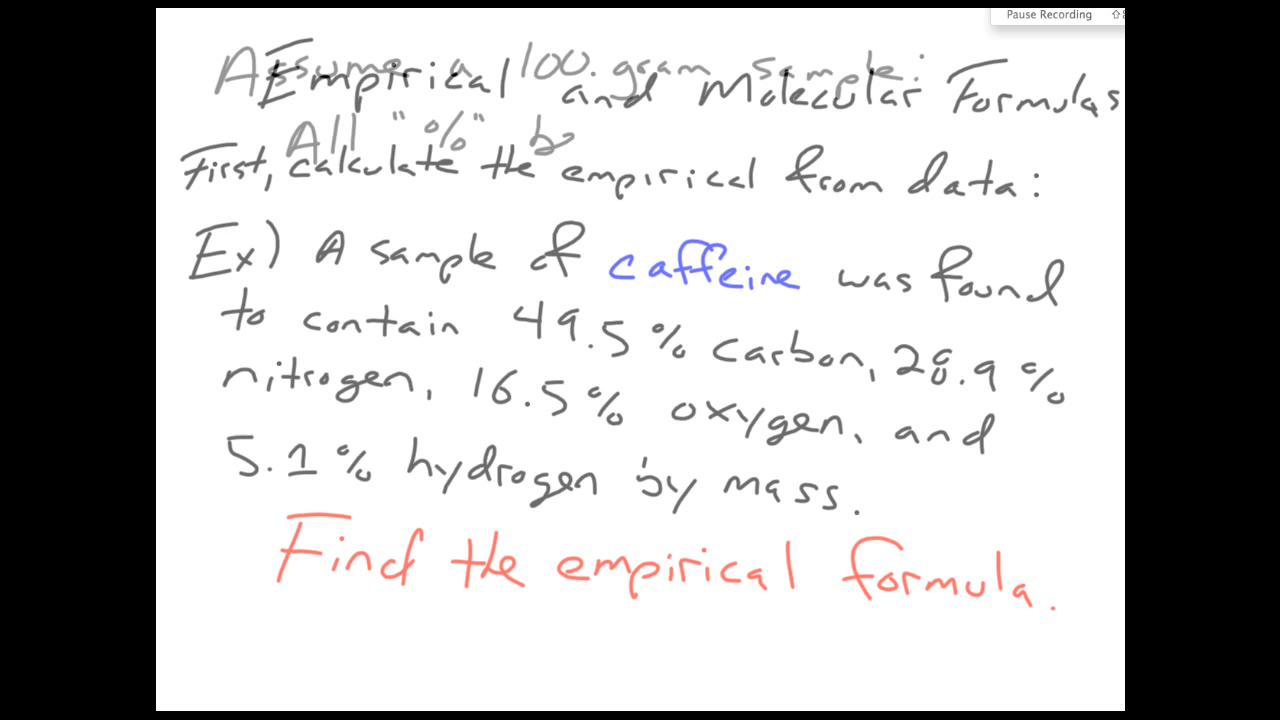 Pause Recording
Assume a 100. gram sample:
Empirical and Molecular Formulas
All "%" b
First, calculate the empirical from data:
Ex) A sample of caffeine was found
to contain 49.5% carbon, 28.9%
nitrogen, 16.5% oxygen, and
5.1% hydrogen by mass.
Find the empirical formula.